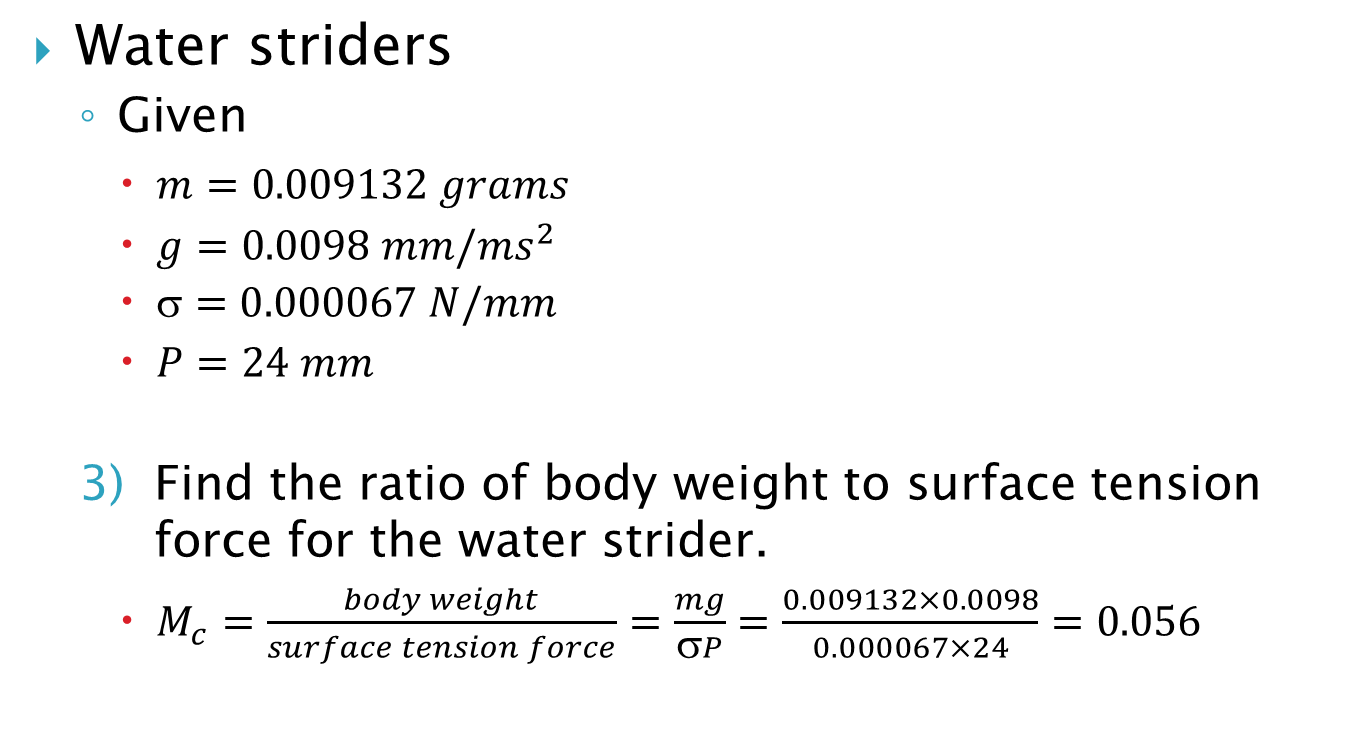 Water striders
Given
m = 0.009132 grams
g = 0.0098 mm/ms²
σ = 0.000067 N/mm
P = 24 mm
3) Find the ratio of body weight to surface tension
force for the water strider.
M_c = body weight / surface tension force = mg / σP = 0.009132×0.0098 / 0.000067×24 = 0.056